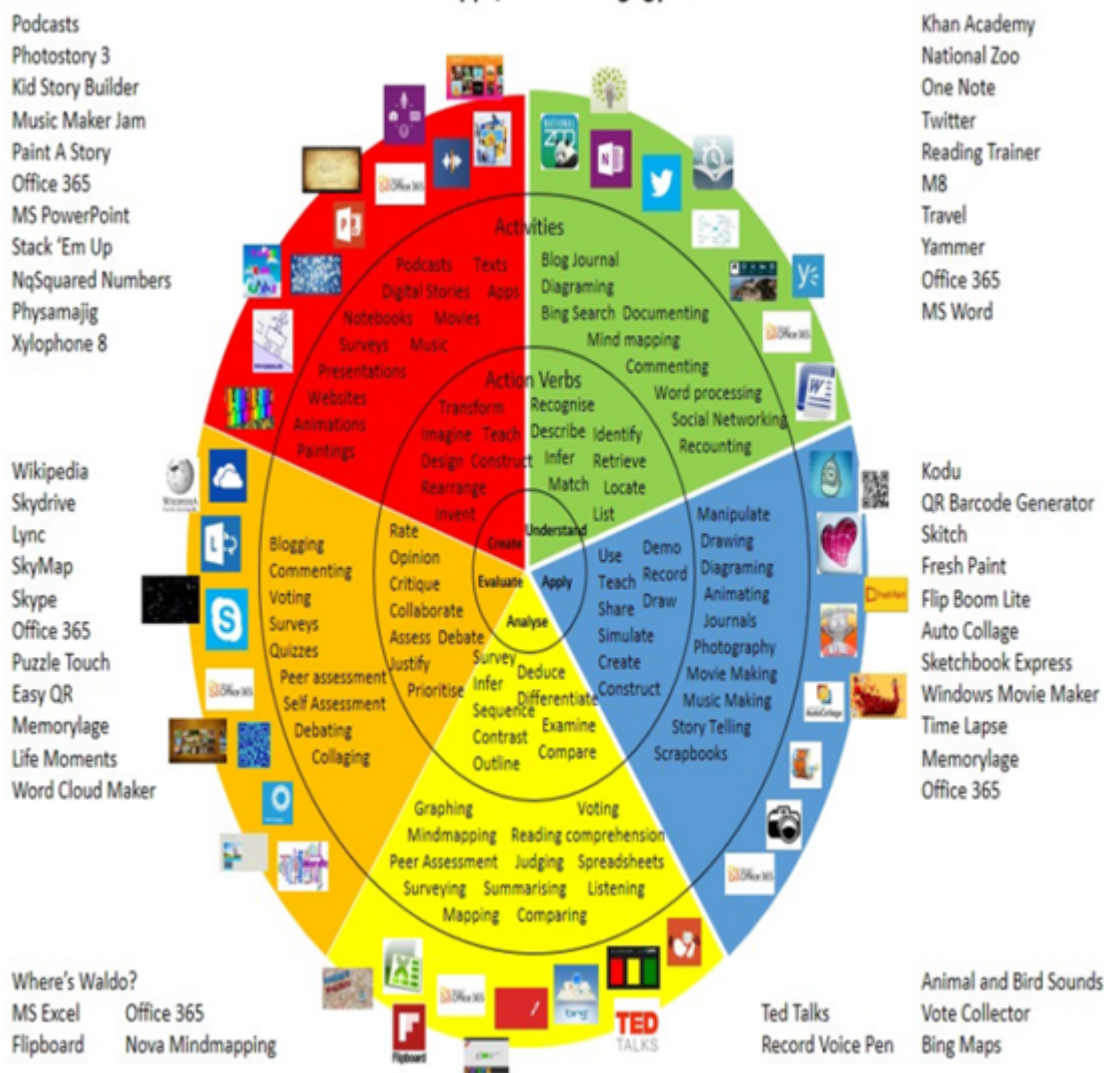 Podcasts
Photostory 3
Kid Story Builder
Music Maker Jam
Paint A Story
Office 365
MS PowerPoint
Stack ‘Em Up
NqSquared Numbers
Physamajig
Xylophone 8
Khan Academy
National Zoo
One Note
Twitter
Reading Trainer
M8
Travel
Yammer
Office 365
MS Word
Activities
Podcasts Texts
Digital Stories Apps
Notebooks Movies
Surveys Music
Presentations
Websites
Animations
Paintings
Blog Journal
Diagraming
Bing Search Documenting
Mind mapping
Commenting
Word processing
Social Networking
Recounting
Action Verbs
Transform
Imagine Teach
Design Construct
Rearrange
Invent
Create
Recognise
Describe Identify
Infer Retrieve
Match Locate
List
Understand
Wikipedia
Skydrive
Lync
SkyMap
Skype
Office 365
Puzzle Touch
Easy QR
Memorylage
Life Moments
Word Cloud Maker
Blogging
Commenting
Voting
Surveys
Quizzes
Peer assessment
Self Assessment
Debating
Collaging
Rate
Opinion
Critique
Collaborate
Assess Debate
Justify
Prioritise
Evaluate
Apply
Analyse
Use Demo
Teach Record
Share Draw
Simulate
Create
Construct
Manipulate
Drawing
Diagraming
Animating
Journals
Photography
Movie Making
Music Making
Story Telling
Scrapbooks
Kodu
QR Barcode Generator
Skitch
Fresh Paint
Flip Boom Lite
Auto Collage
Sketchbook Express
Windows Movie Maker
Time Lapse
Memorylage
Office 365
Survey Deduce
Infer Differentiate
Sequence Examine
Contrast Compare
Outline
Graphing Voting
Mindmapping Reading comprehension
Peer Assessment Judging Spreadsheets
Surveying Summarising Listening
Mapping Comparing
Where’s Waldo?
MS Excel Office 365
Flipboard Nova Mindmapping
Flipboard
bing
TED
TALKS
Ted Talks
Record Voice Pen
Animal and Bird Sounds
Vote Collector
Bing Maps